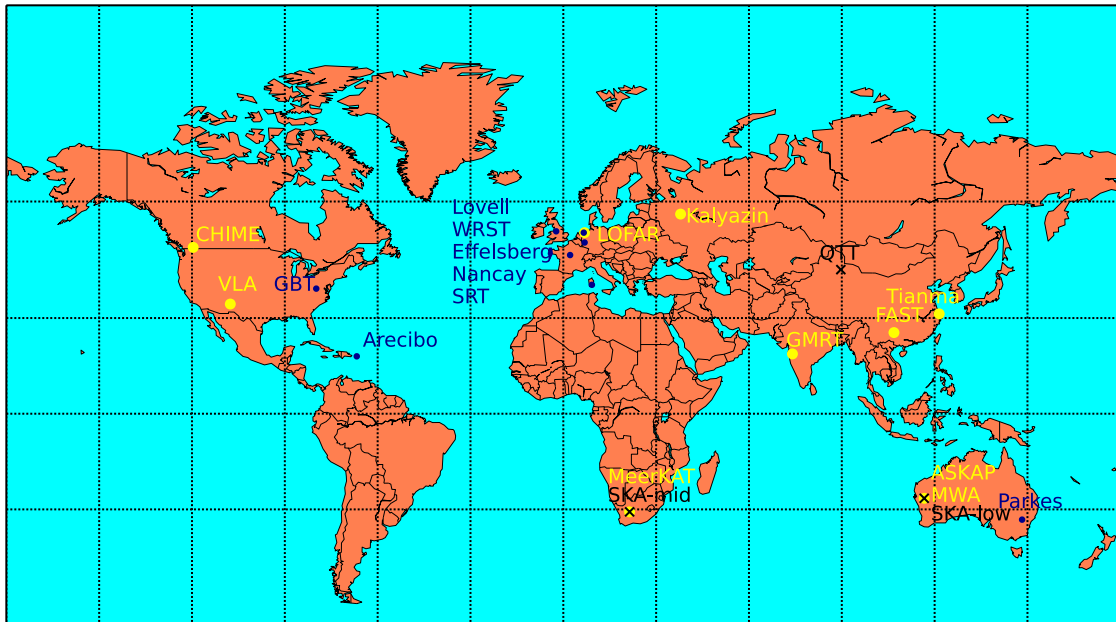 Lovell
WRST
Effelsberg
Nancay
SRT
LOFAR
Kalyazin
CHIME
VLA
GBT
QTT
Tianma
FAST
Arecibo
GMRT
MeerKAT
SKA-mid
ASKAP
MWA
SKA-low
Parkes